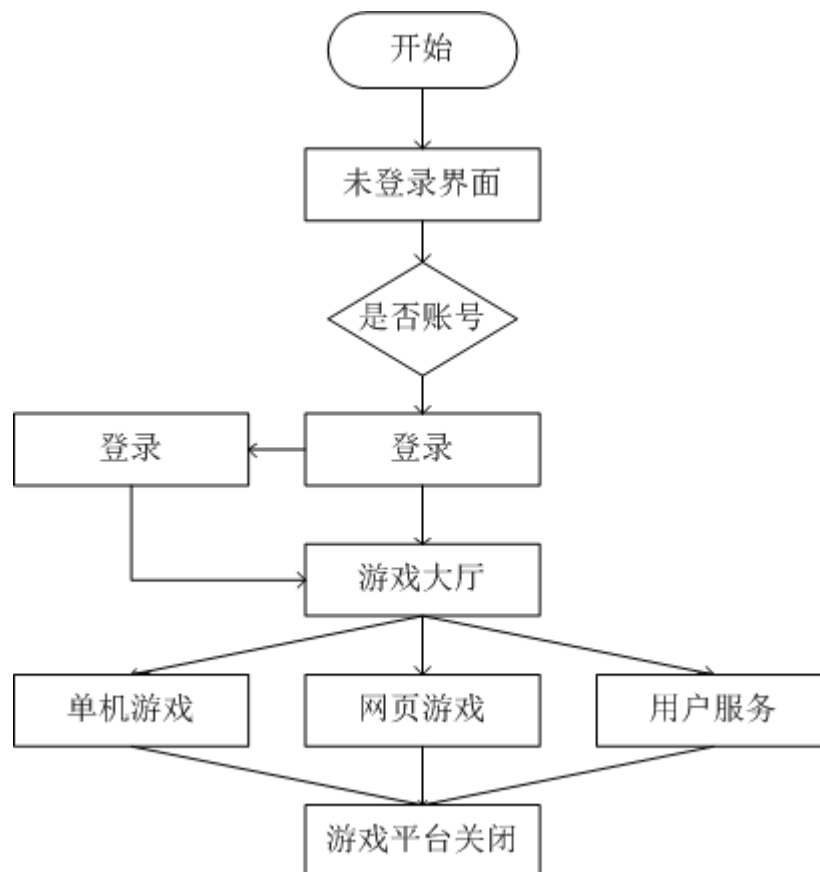 开始
未登录界面
是否账号
登录
登录
游戏大厅
单机游戏
网页游戏
用户服务
游戏平台关闭